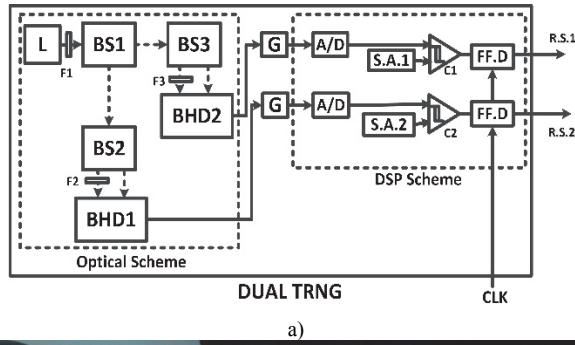 L
F1
BS1
BS3
F3
BHD2
BS2
F2
BHD1
Optical Scheme
G
A/D
S.A.1
C1
FF.D
R.S.1
G
A/D
S.A.2
C2
FF.D
R.S.2
DSP Scheme
DUAL TRNG
CLK
a)